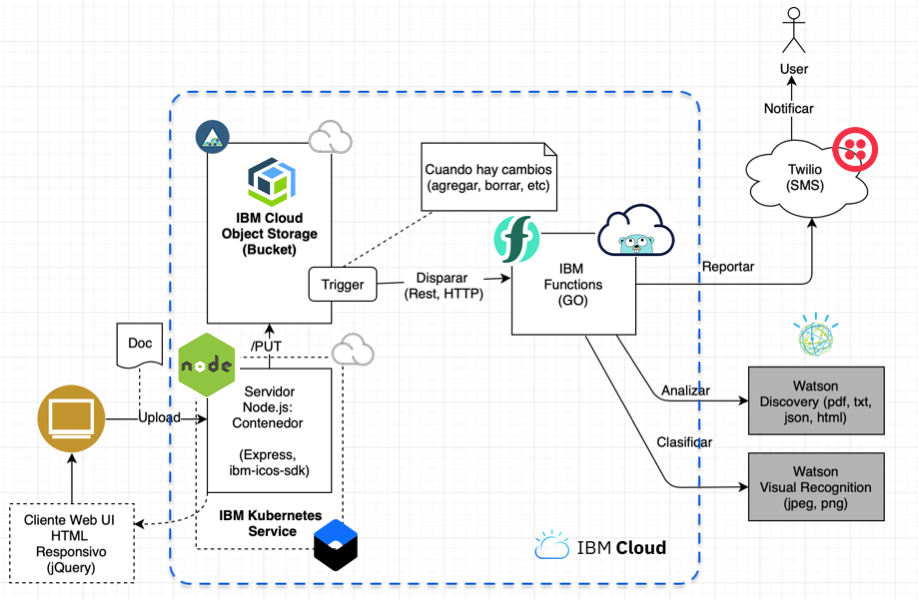 User
Notificar
Twilio
(SMS)
Cuando hay cambios
(agregar, borrar, etc)
IBM Cloud
Object Storage
(Bucket)
Trigger
Disparar
(Rest, HTTP)
IBM
Functions
(GO)
Reportar
Doc
/PUT
node
Servidor
Node.js:
Contenedor
(Express,
ibm-icos-sdk)
Upload
IBM Kubernetes
Service
Cliente Web UI
HTML
Responsivo
(jQuery)
Analizar
Watson
Discovery (pdf, txt,
json, html)
Clasificar
Watson
Visual Recognition
(jpeg, png)
IBM Cloud